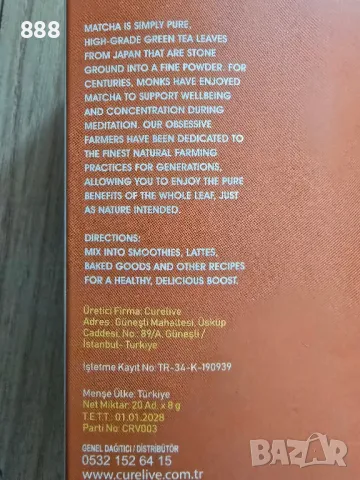 888
MATCHA IS SIMPLY PURE,
HIGH-GRADE GREEN TEA LEAVES
FROM JAPAN THAT ARE STONE
GROUND INTO A FINE POWDER. FOR
CENTURIES, MONKS HAVE ENJOYED
MATCHA TO SUPPORT WELLBEING
AND CONCENTRATION DURING
MEDITATION. OUR OBSESSIVE
FARMERS HAVE BEEN DEDICATED TO
THE FINEST NATURAL FARMING
PRACTICES FOR GENERATIONS,
ALLOWING YOU TO ENJOY THE PURE
BENEFITS OF THE WHOLE LEAF, JUST
AS NATURE INTENDED.
DIRECTIONS:
MIX INTO SMOOTHIES, LATTES,
BAKED GOODS AND OTHER RECIPES
FOR A HEALTHY, DELICIOUS BOOST.
Üretici Firma: Curelive
Adres: Güneşli Mahallesi, Üsküp
Caddesi, No.: 89/A, Güneşli /
İstanbul- Türkiye
İşletme Kayıt No: TR-34-K-190939
Menşe Ülke: Türkiye
Net Miktar: 20 Ad. x 8g
T.E.T.T.: 01.01.2028
Parti No: CRV003
GENEL DAĞITICI / DISTRIBÜTÖR
0532 152 64 15
www.curelive.com.tr
BAZAR
bg